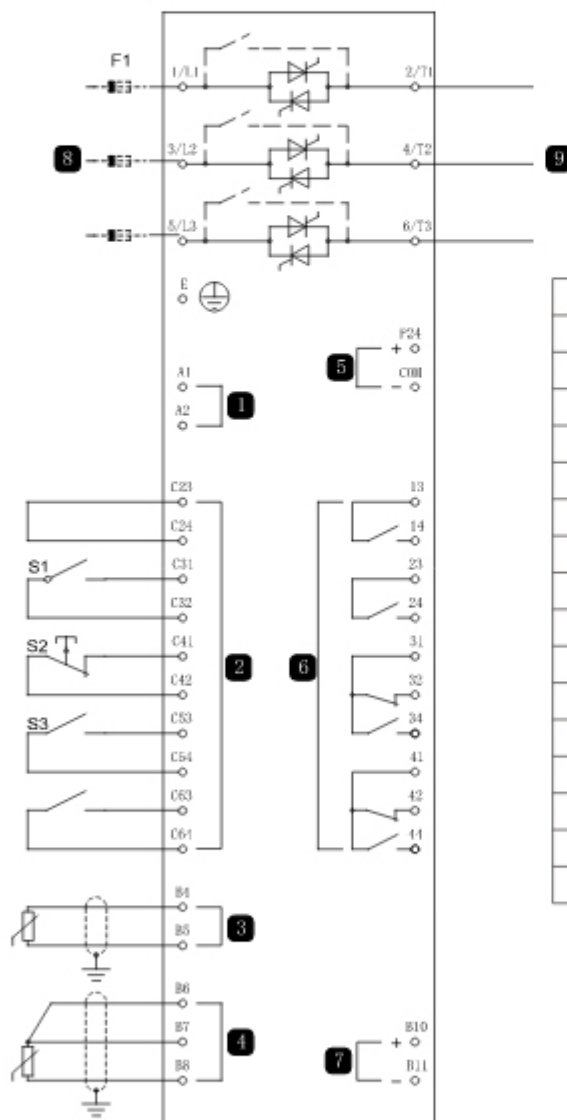 F1
1/L1 2/T1
8 3/L2 4/T2 9
5/L3 6/T3
E
P24
5 +
A1 COM
1 -
A2
C23 13
C24 14
S1 C31 23
C32 24
S2 C41 31
2 6
C42 32
S3 C53 34
C54 41
C63 42
C64 44
B4
3
B5
B6
B7 B10
4 7 +
B8 B11
-